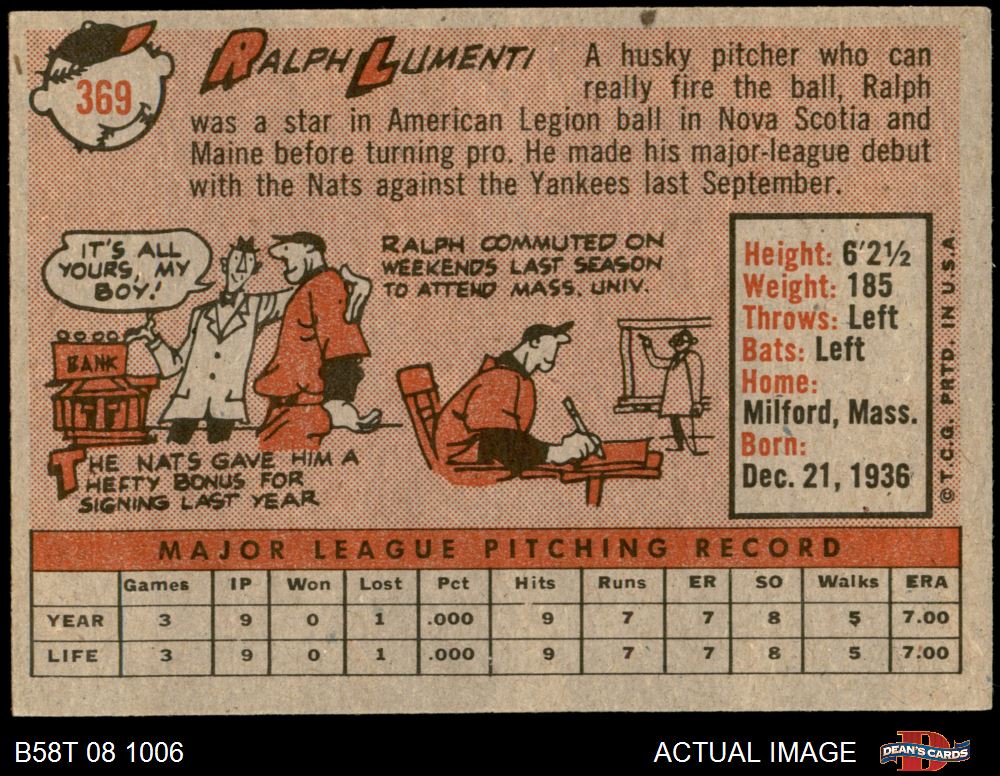 369
RALPH LUMENTI
A husky pitcher who can
really fire the ball, Ralph
was a star in American Legion ball in Nova Scotia and
Maine before turning pro. He made his major-league debut
with the Nats against the Yankees last September.
IT'S ALL
YOURS, MY
BOY!
BANK
THE NATS GAVE HIM A
HEFTY BONUS FOR
SIGNING LAST YEAR
RALPH COMMUTED ON
WEEKENDS LAST SEASON
TO ATTEND MASS. UNIV.
Height: 6'2½
Weight: 185
Throws: Left
Bats: Left
Home:
Milford, Mass.
Born:
Dec. 21, 1936
© T.C.G. PRTD. IN U.S.A.
MAJOR LEAGUE PITCHING RECORD
Games IP Won Lost Pct Hits Runs ER SO Walks ERA
YEAR 3 9 0 1 .000 9 7 7 8 5 7.00
LIFE 3 9 0 1 .000 9 7 7 8 5 7.00
B58T 08 1006
ACTUAL IMAGE
D
DEAN'S CARDS